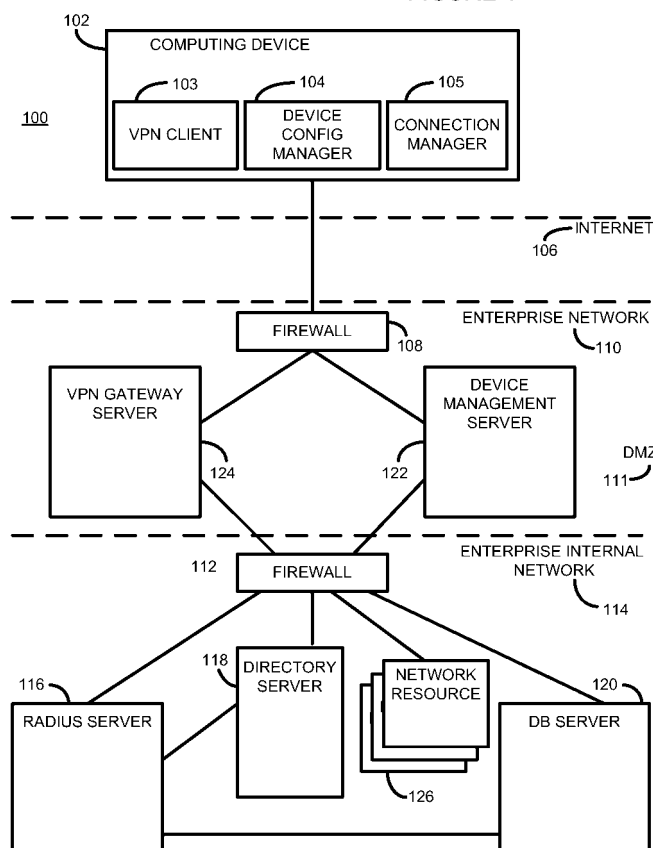 102
COMPUTING DEVICE
103
104
105
100
VPN CLIENT
DEVICE
CONFIG
MANAGER
CONNECTION
MANAGER
INTERNET
106
FIREWALL
108
ENTERPRISE NETWORK
110
VPN GATEWAY
SERVER
DEVICE
MANAGEMENT
SERVER
124
122
DMZ
111
112
FIREWALL
ENTERPRISE INTERNAL
NETWORK
114
116
118
DIRECTORY
SERVER
NETWORK
RESOURCE
120
RADIUS SERVER
DB SERVER
126